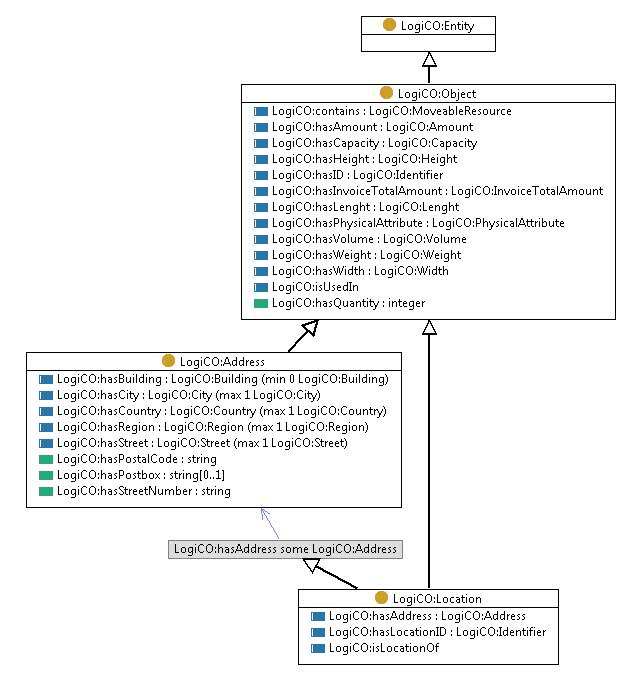 LogiCO:Entity
LogiCO:Object
LogiCO:contains : LogiCO:MoveableResource
LogiCO:hasAmount : LogiCO:Amount
LogiCO:hasCapacity : LogiCO:Capacity
LogiCO:hasHeight : LogiCO:Height
LogiCO:hasID : LogiCO:Identifier
LogiCO:hasInvoiceTotalAmount : LogiCO:InvoiceTotalAmount
LogiCO:hasLenght : LogiCO:Lenght
LogiCO:hasPhysicalAttribute : LogiCO:PhysicalAttribute
LogiCO:hasVolume : LogiCO:Volume
LogiCO:hasWeight : LogiCO:Weight
LogiCO:hasWidth : LogiCO:Width
LogiCO:isUsedIn
LogiCO:hasQuantity : integer
LogiCO:Address
LogiCO:hasBuilding : LogiCO:Building (min 0 LogiCO:Building)
LogiCO:hasCity : LogiCO:City (max 1 LogiCO:City)
LogiCO:hasCountry : LogiCO:Country (max 1 LogiCO:Country)
LogiCO:hasRegion : LogiCO:Region (max 1 LogiCO:Region)
LogiCO:hasStreet : LogiCO:Street (max 1 LogiCO:Street)
LogiCO:hasPostalCode : string
LogiCO:hasPostbox : string[0..1]
LogiCO:hasStreetNumber : string
LogiCO:hasAddress some LogiCO:Address
LogiCO:Location
LogiCO:hasAddress : LogiCO:Address
LogiCO:hasLocationID : LogiCO:Identifier
LogiCO:isLocationOf